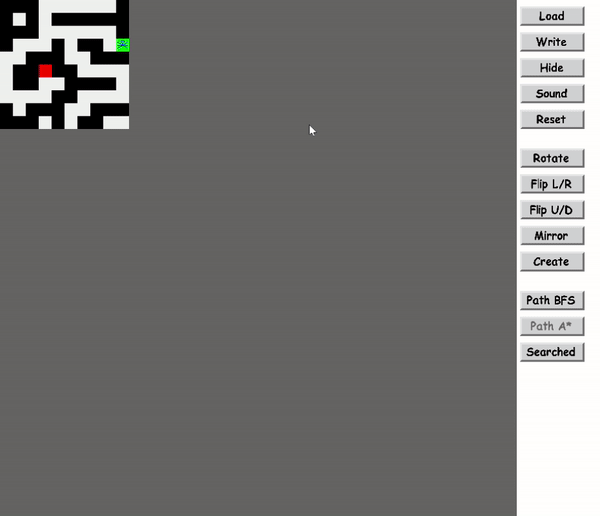 Load
Write
Hide
Sound
Reset
Rotate
Flip L/R
Flip U/D
Mirror
Create
Path BFS
Path A*
Searched